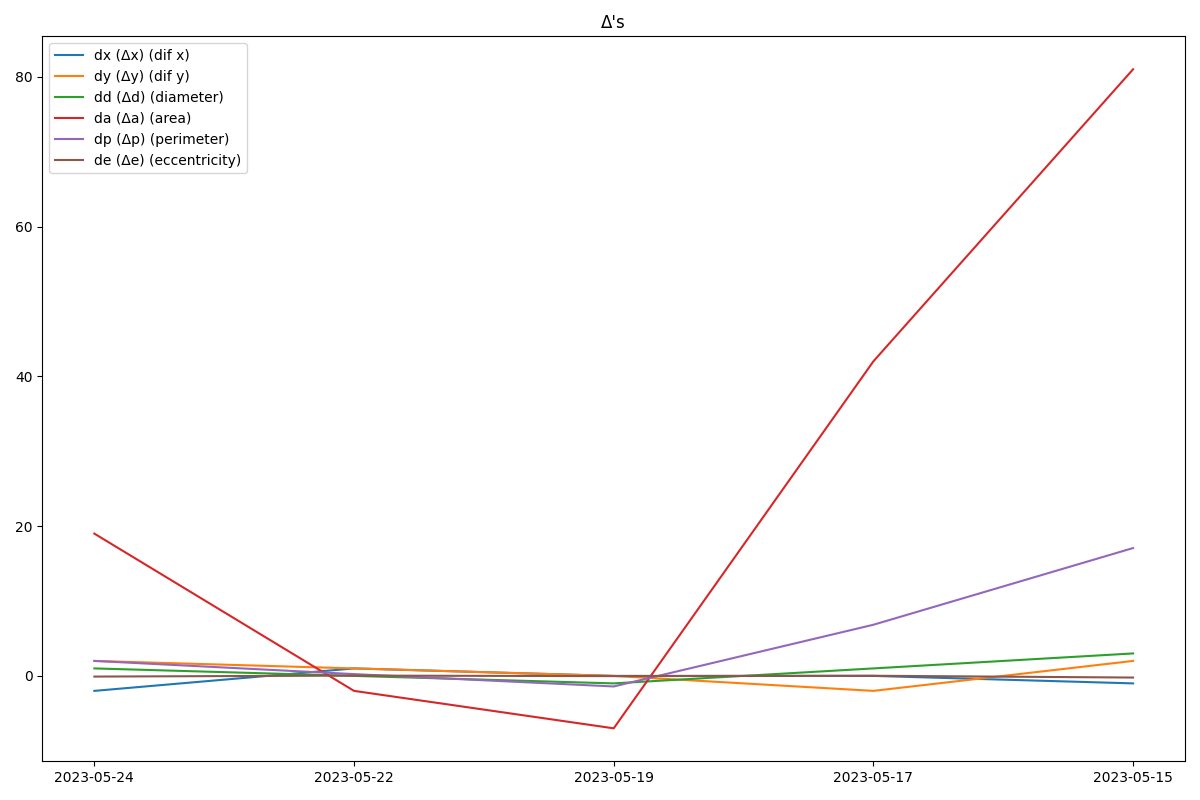 Δ's
dx (Δx) (dif x)
dy (Δy) (dif y)
dd (Δd) (diameter)
da (Δa) (area)
dp (Δp) (perimeter)
de (Δe) (eccentricity)
80
60
40
20
0
2023-05-24 2023-05-22 2023-05-19 2023-05-17 2023-05-15